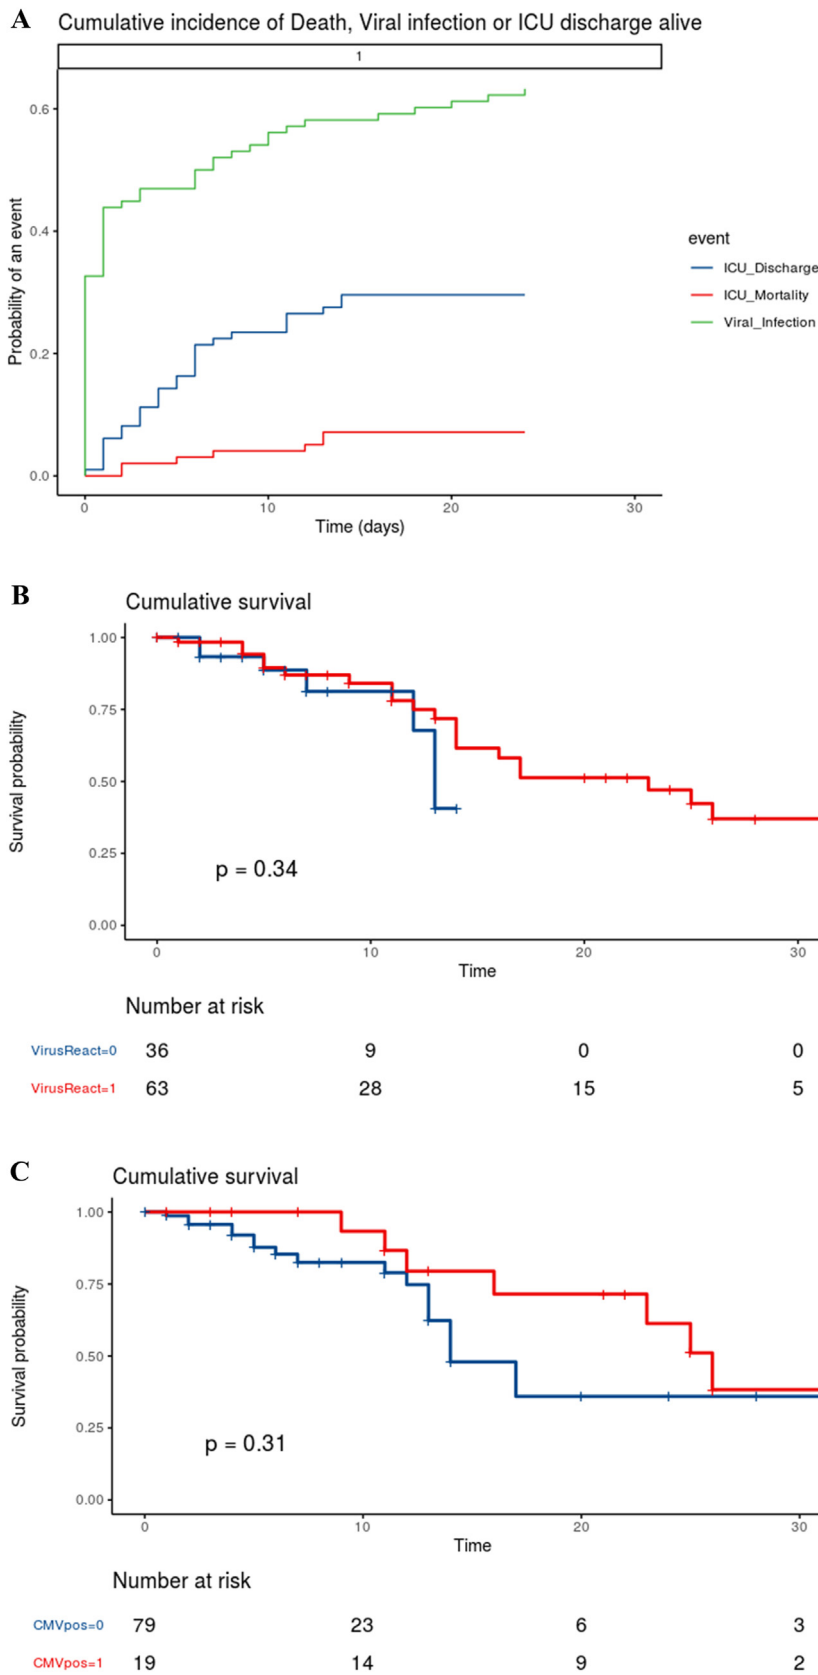 A
Cumulative incidence of Death, Viral infection or ICU discharge alive
1
Probability of an event
0.6
0.4
0.2
0.0
0 10 20 30
Time (days)
event
ICU_Discharge
ICU_Mortality
Viral_Infection
B
Cumulative survival
Survival probability
1.00
0.75
0.50
0.25
0.00
p = 0.34
0 10 20 30
Time
Number at risk
VirusReact=0 36 9 0 0
VirusReact=1 63 28 15 5
C
Cumulative survival
Survival probability
1.00
0.75
0.50
0.25
0.00
p = 0.31
0 10 20 30
Time
Number at risk
CMVpos=0 79 23 6 3
CMVpos=1 19 14 9 2